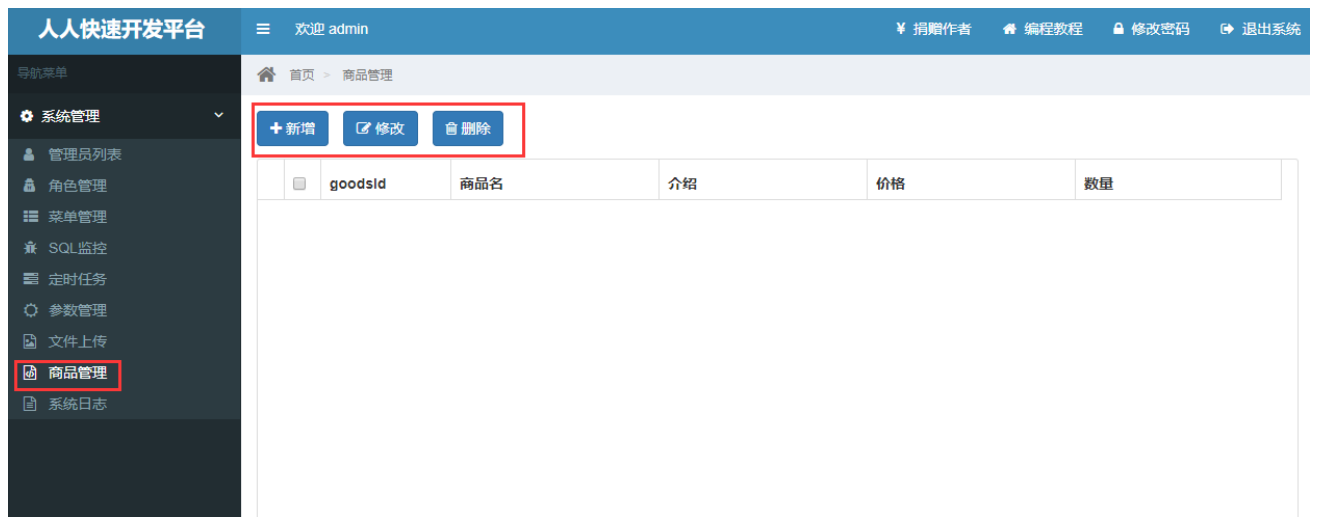 人人快速开发平台
欢迎 admin
¥ 捐赠作者 编程教程 修改密码 退出系统
导航菜单
首页 > 商品管理
系统管理
新增 修改 删除
管理员列表
角色管理
菜单管理
SQL监控
定时任务
参数管理
文件上传
商品管理
系统日志
goodsId 商品名 介绍 价格 数量